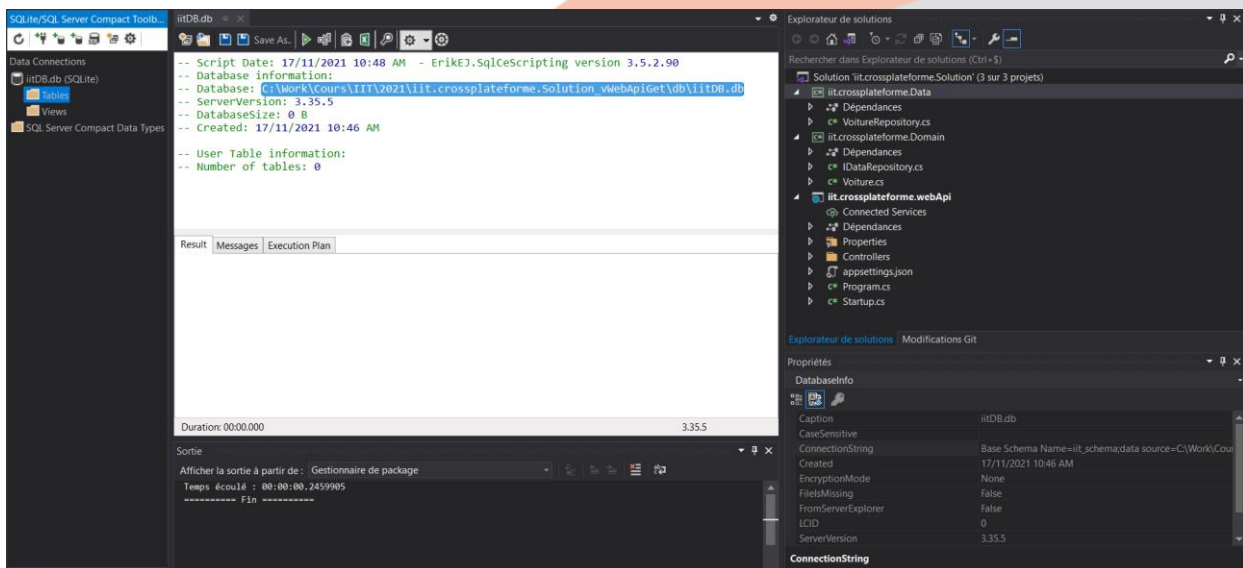 SQLite/SQL Server Compact Toolb...
Data Connections
iitDB.db (SQLite)
Tables
Views
SQL Server Compact Data Types
iitDB.db
Save As..
-- Script Date: 17/11/2021 10:48 AM  - ErikEJ.SqlCeScripting version 3.5.2.90
-- Database information:
-- Database: C:\Work\Cours\IIT\2021\iit.crossplateforme.Solution_vWebApiGet\db\iitDB.db
-- ServerVersion: 3.35.5
-- DatabaseSize: 0 B
-- Created: 17/11/2021 10:46 AM
-- User Table information:
-- Number of tables: 0
Result Messages Execution Plan
Duration: 00:00.000 3.35.5
Sortie
Afficher la sortie à partir de : Gestionnaire de package
Temps écoulé : 00:00:00.2459905
========== Fin ==========
Explorateur de solutions
Rechercher dans Explorateur de solutions (Ctrl+$)
Solution 'iit.crossplateforme.Solution' (3 sur 3 projets)
iit.crossplateforme.Data
Dépendances
C# VoitureRepository.cs
iit.crossplateforme.Domain
Dépendances
C# IDataRepository.cs
C# Voiture.cs
iit.crossplateforme.webApi
Connected Services
Dépendances
Properties
Controllers
appsettings.json
C# Program.cs
C# Startup.cs
Explorateur de solutions Modifications Git
Propriétés
DatabaseInfo
Caption iitDB.db
CaseSensitive
ConnectionString Base Schema Name=iit_schema;data source=C:\Work\Cour
Created 17/11/2021 10:46 AM
EncryptionMode None
FileIsMissing False
FromServerExplorer False
LCID 0
ServerVersion 3.35.5
ConnectionString